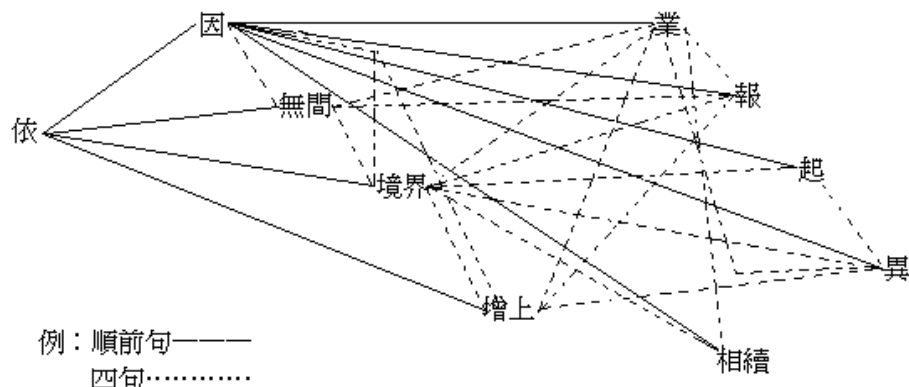 因
業
無間
報
依
起
境界
異
增上
相續
例：順前句———
四句…………